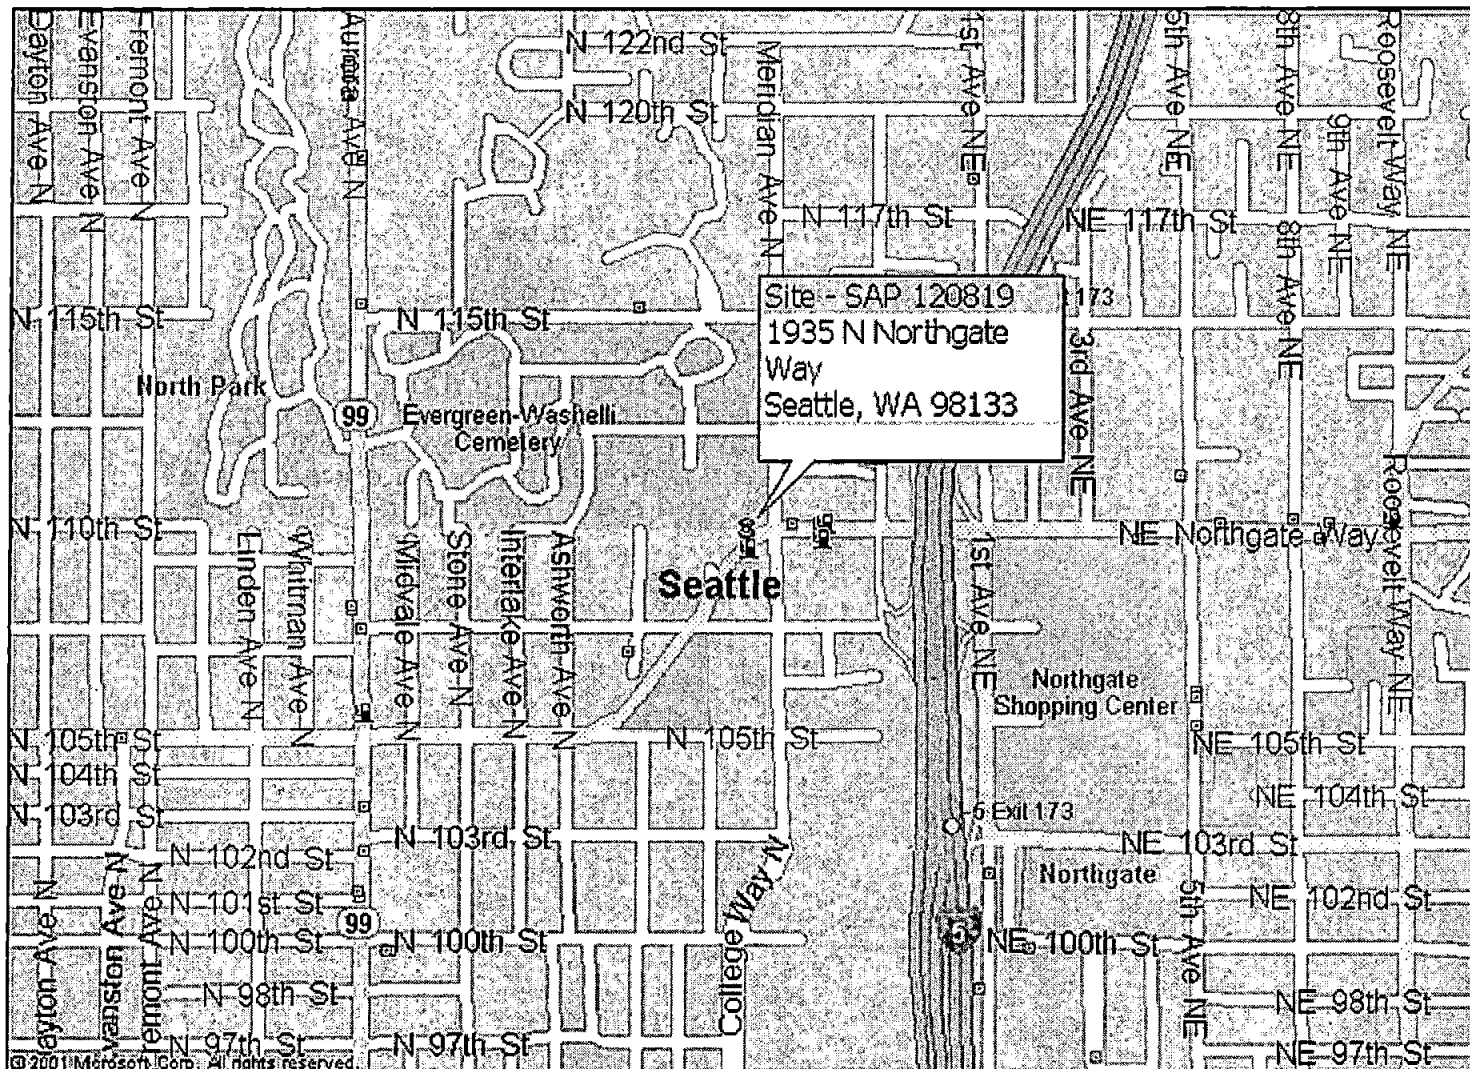 Dayton Ave N
Evanston Ave N
Fremont Ave N
Aurora Ave N
N 122nd St
N 120th St
Meridian Ave N
1st Ave NE
5th Ave NE
8th Ave NE
9th Ave NE
Roosevelt Way NE
N 117th St
NE 117th St
8th Ave NE
N 115th St
N 115th St
Site - SAP 120819
1935 N Northgate
Way
Seattle, WA 98133
173
3rd Ave NE
North Park
99
Evergreen-Washelli
Cemetery
N 110th St
NE Northgate Way
Roosevelt Way NE
Linden Ave N
Whitman Ave N
Midvale Ave N
Stone Ave N
Interlake Ave N
Ashworth Ave N
Seattle
1st Ave NE
Northgate
Shopping Center
N 105th St
N 105th St
NE 105th St
N 104th St
NE 104th St
N 103rd St
N 103rd St
-5 Exit 173
NE 103rd St
N 102nd St
Northgate
NE 102nd St
N 101st St
99
College Way N
5
5th Ave NE
N 100th St
N 100th St
NE 100th St
ayton Ave N
vanston Ave N
remont Ave N
N 98th St
NE 98th St
N 97th St
N 97th St
NE 97th St
© 2001 Microsoft Corp. All rights reserved.